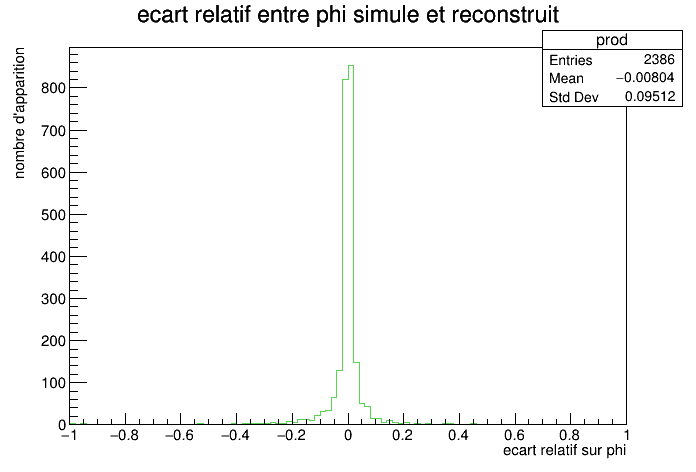 ecart relatif entre phi simule et reconstruit
prod
Entries 2386
Mean −0.00804
Std Dev 0.09512
nombre d'apparition
800
700
600
500
400
300
200
100
0
−1 −0.8 −0.6 −0.4 −0.2 0 0.2 0.4 0.6 0.8 1
ecart relatif sur phi